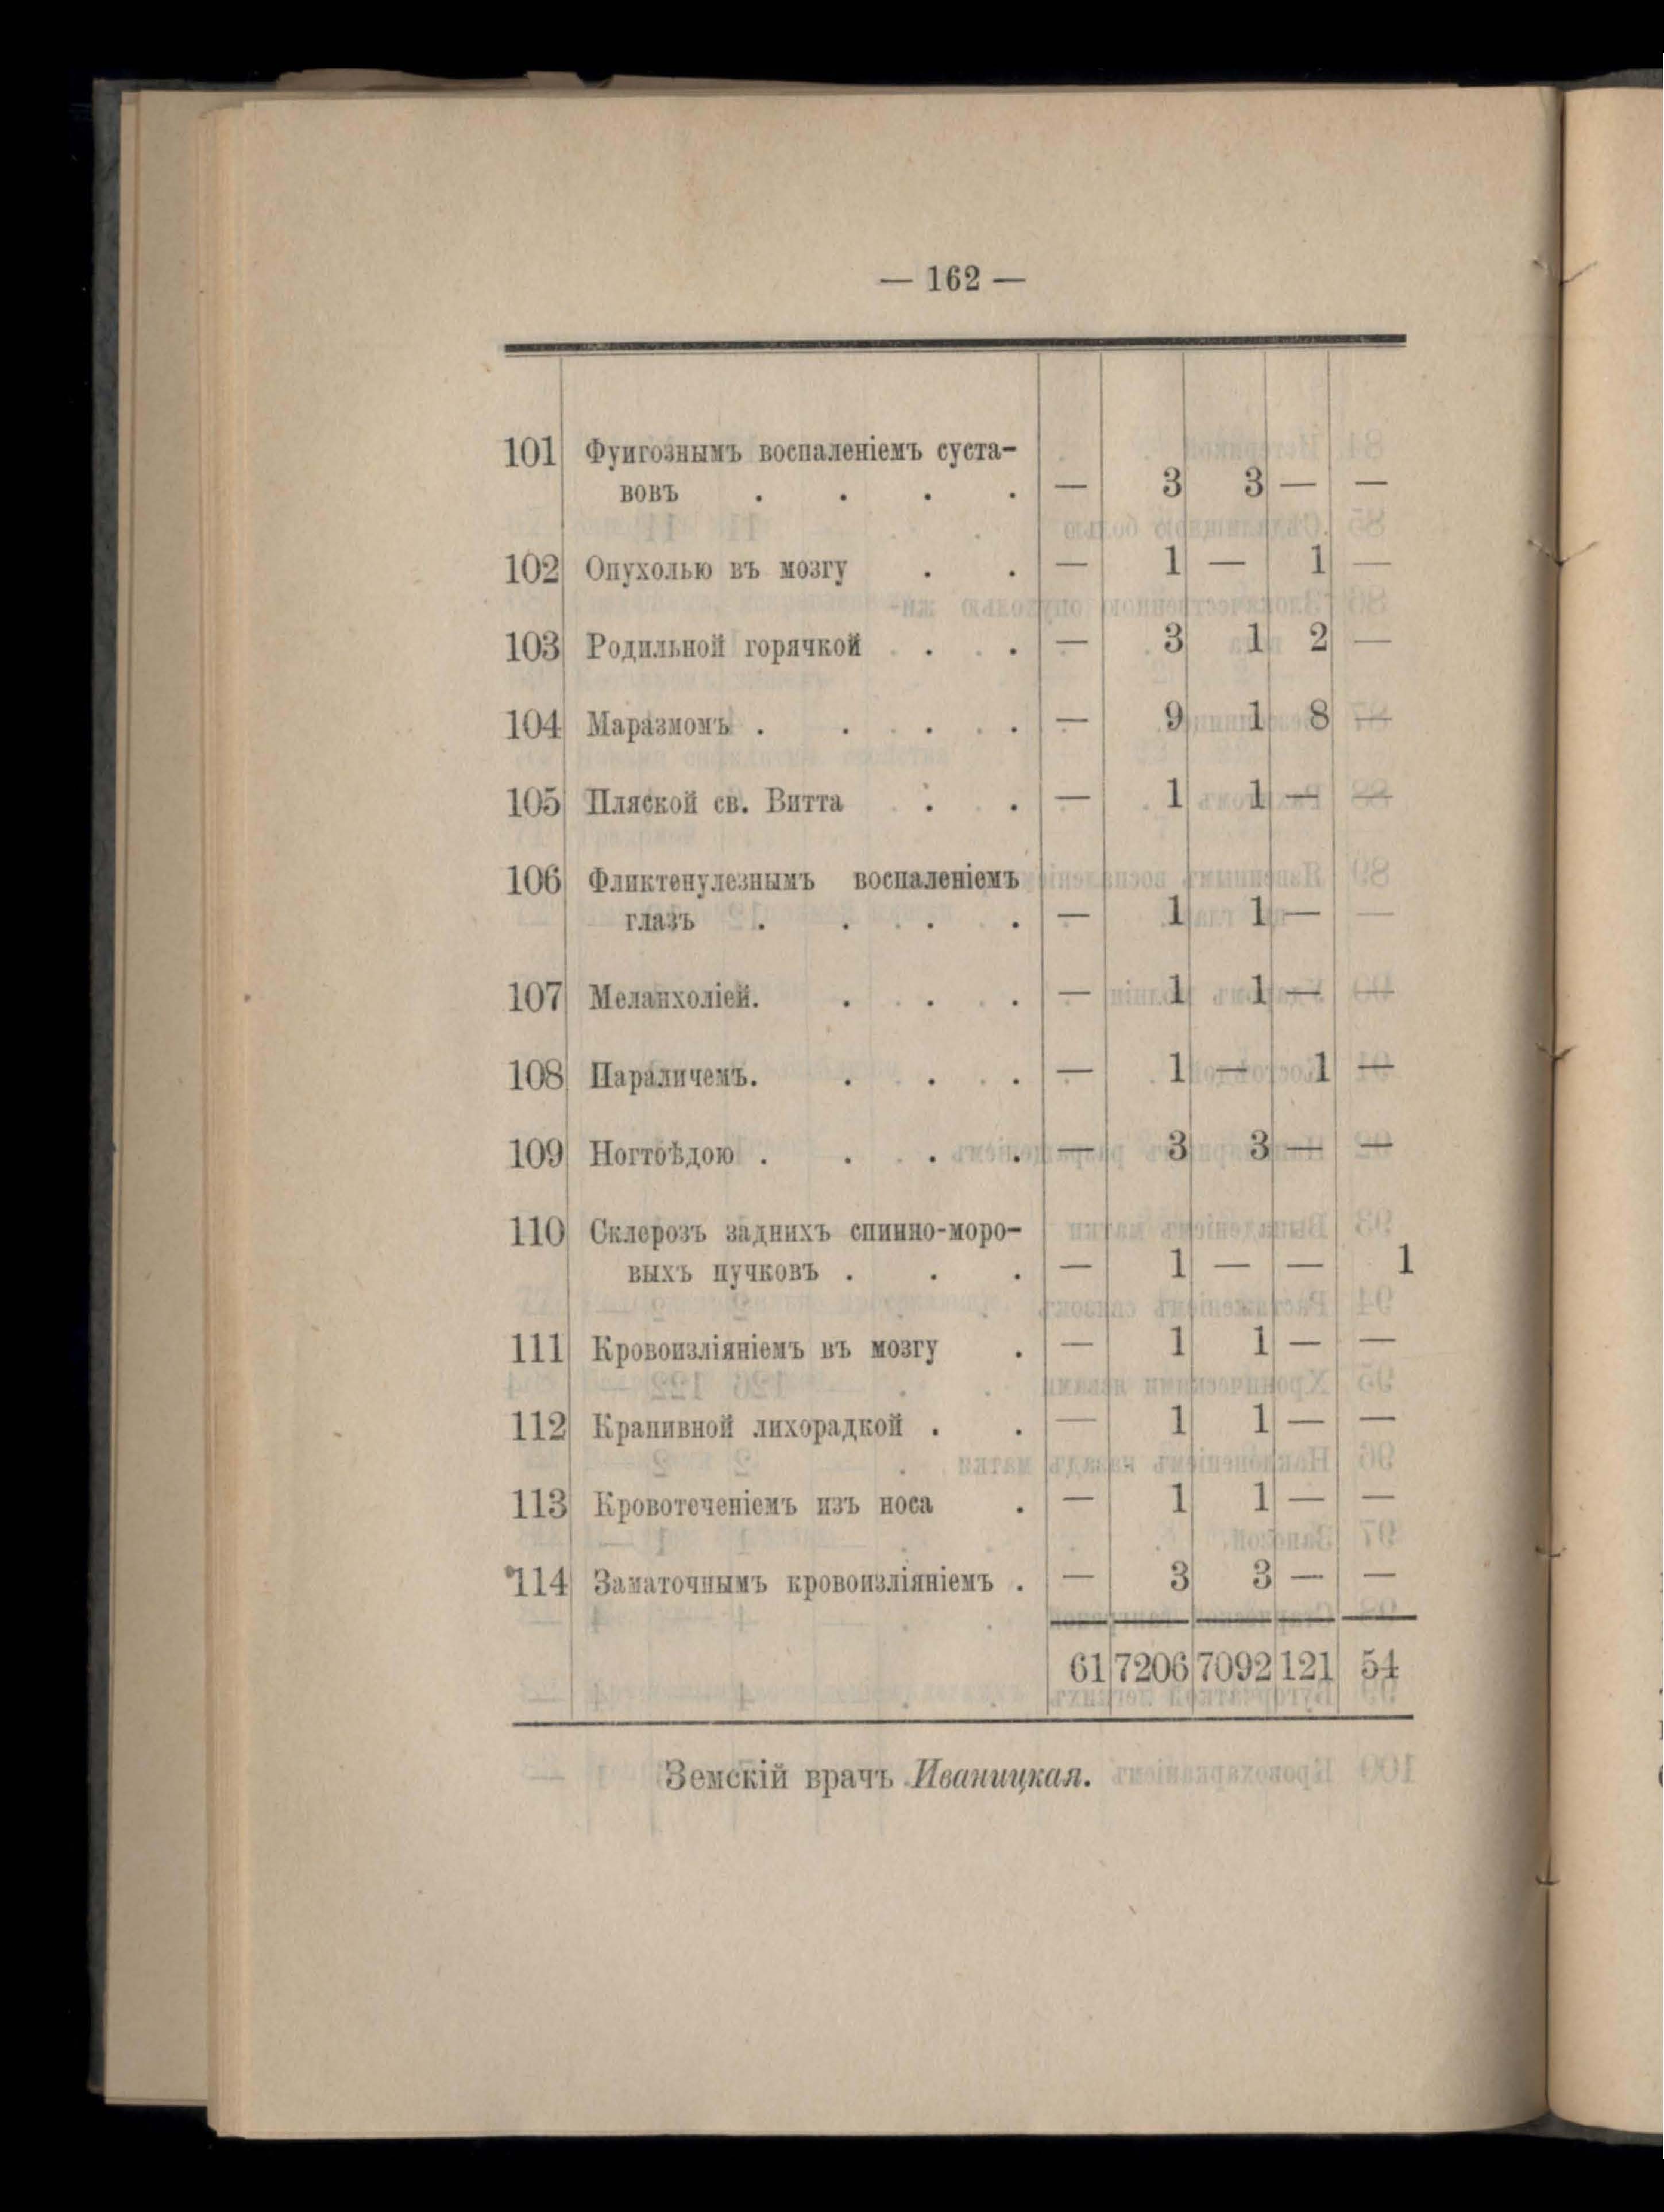 — 162 —
101 Фунгознымъ воспаленіемъ суста-
вовъ . . . . — 3 3 — —
102 Опухолью въ мозгу . . — 1 — 1 —
103 Родильной горячкой . . — 3 1 2 —
104 Маразмомъ . . . . — 9 1 8 —
105 Пляской св. Витта . . — 1 1 — —
106 Фликтенулезнымъ воспаленіемъ
глазъ . . . . — 1 1 — —
107 Меланхоліей. . . . — 1 1 — —
108 Параличемъ. . . . — 1 — 1 —
109 Ногтоѣдою . . . . — 3 3 — —
110 Склерозъ заднихъ спинно-моро-
выхъ пучковъ . . . — 1 — — 1
111 Кровоизліяніемъ въ мозгу . — 1 1 — —
112 Крапивной лихорадкой . . — 1 1 — —
113 Кровотеченіемъ изъ носа . — 1 1 — —
114 Заматочнымъ кровоизліяніемъ . — 3 3 — —
61 7206 7092 121 54
Земскій врачъ Иваницкая.